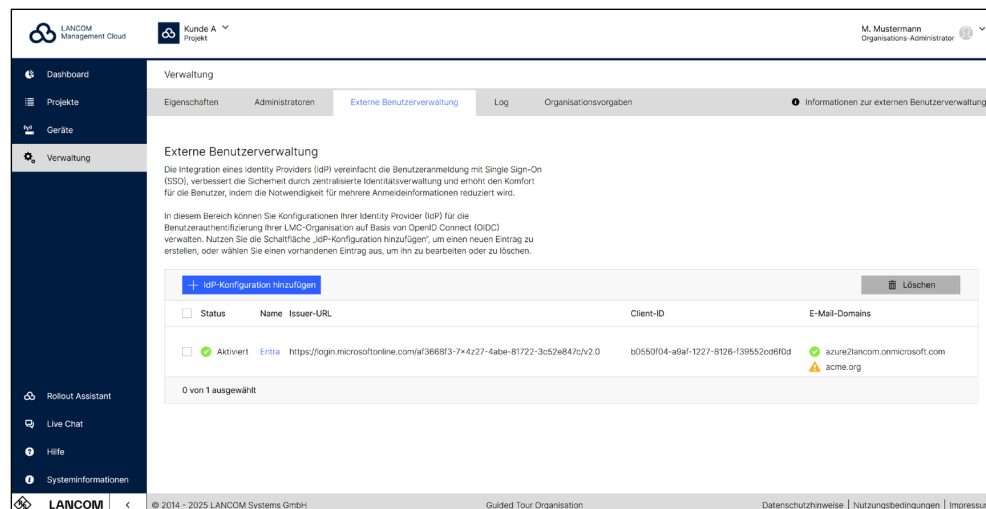 LANCOM
Management Cloud
Kunde A
Projekt
M. Mustermann
Organisations-Administrator
Dashboard
Projekte
Geräte
Verwaltung
Rollout Assistant
Live Chat
Hilfe
Systeminformationen
LANCOM
Verwaltung
Eigenschaften Administratoren Externe Benutzerverwaltung Log Organisationsvorgaben Informationen zur externen Benutzerverwaltung
Externe Benutzerverwaltung
Die Integration eines Identity Providers (IdP) vereinfacht die Benutzeranmeldung mit Single Sign-On
(SSO), verbessert die Sicherheit durch zentralisierte Identitätsverwaltung und erhöht den Komfort
für die Benutzer, indem die Notwendigkeit für mehrere Anmeldeinformationen reduziert wird.
In diesem Bereich können Sie Konfigurationen Ihrer Identity Provider (IdP) für die
Benutzerauthentifizierung Ihrer LMC-Organisation auf Basis von OpenID Connect (OIDC)
verwalten. Nutzen Sie die Schaltfläche „IdP-Konfiguration hinzufügen“, um einen neuen Eintrag zu
erstellen, oder wählen Sie einen vorhandenen Eintrag aus, um ihn zu bearbeiten oder zu löschen.
+ IdP-Konfiguration hinzufügen Löschen
Status Name Issuer-URL Client-ID E-Mail-Domains
Aktiviert Entra https://login.microsoftonline.com/af3668f3-7×4z27-4abe-81722-3c52e847c/v2.0 b0550f04-a9af-1227-8126-f39552cd6f0d azure2lancom.onmicrosoft.com
acme.org
0 von 1 ausgewählt
© 2014 - 2025 LANCOM Systems GmbH Guided Tour Organisation Datenschutzhinweise | Nutzungsbedingungen | Impressu